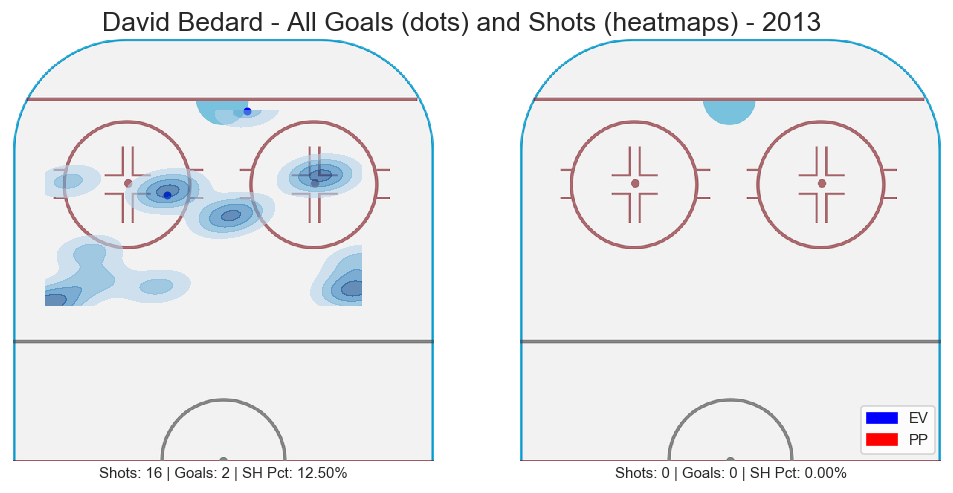 David Bedard - All Goals (dots) and Shots (heatmaps) - 2013
EV
PP
Shots: 16 | Goals: 2 | SH Pct: 12.50%
Shots: 0 | Goals: 0 | SH Pct: 0.00%